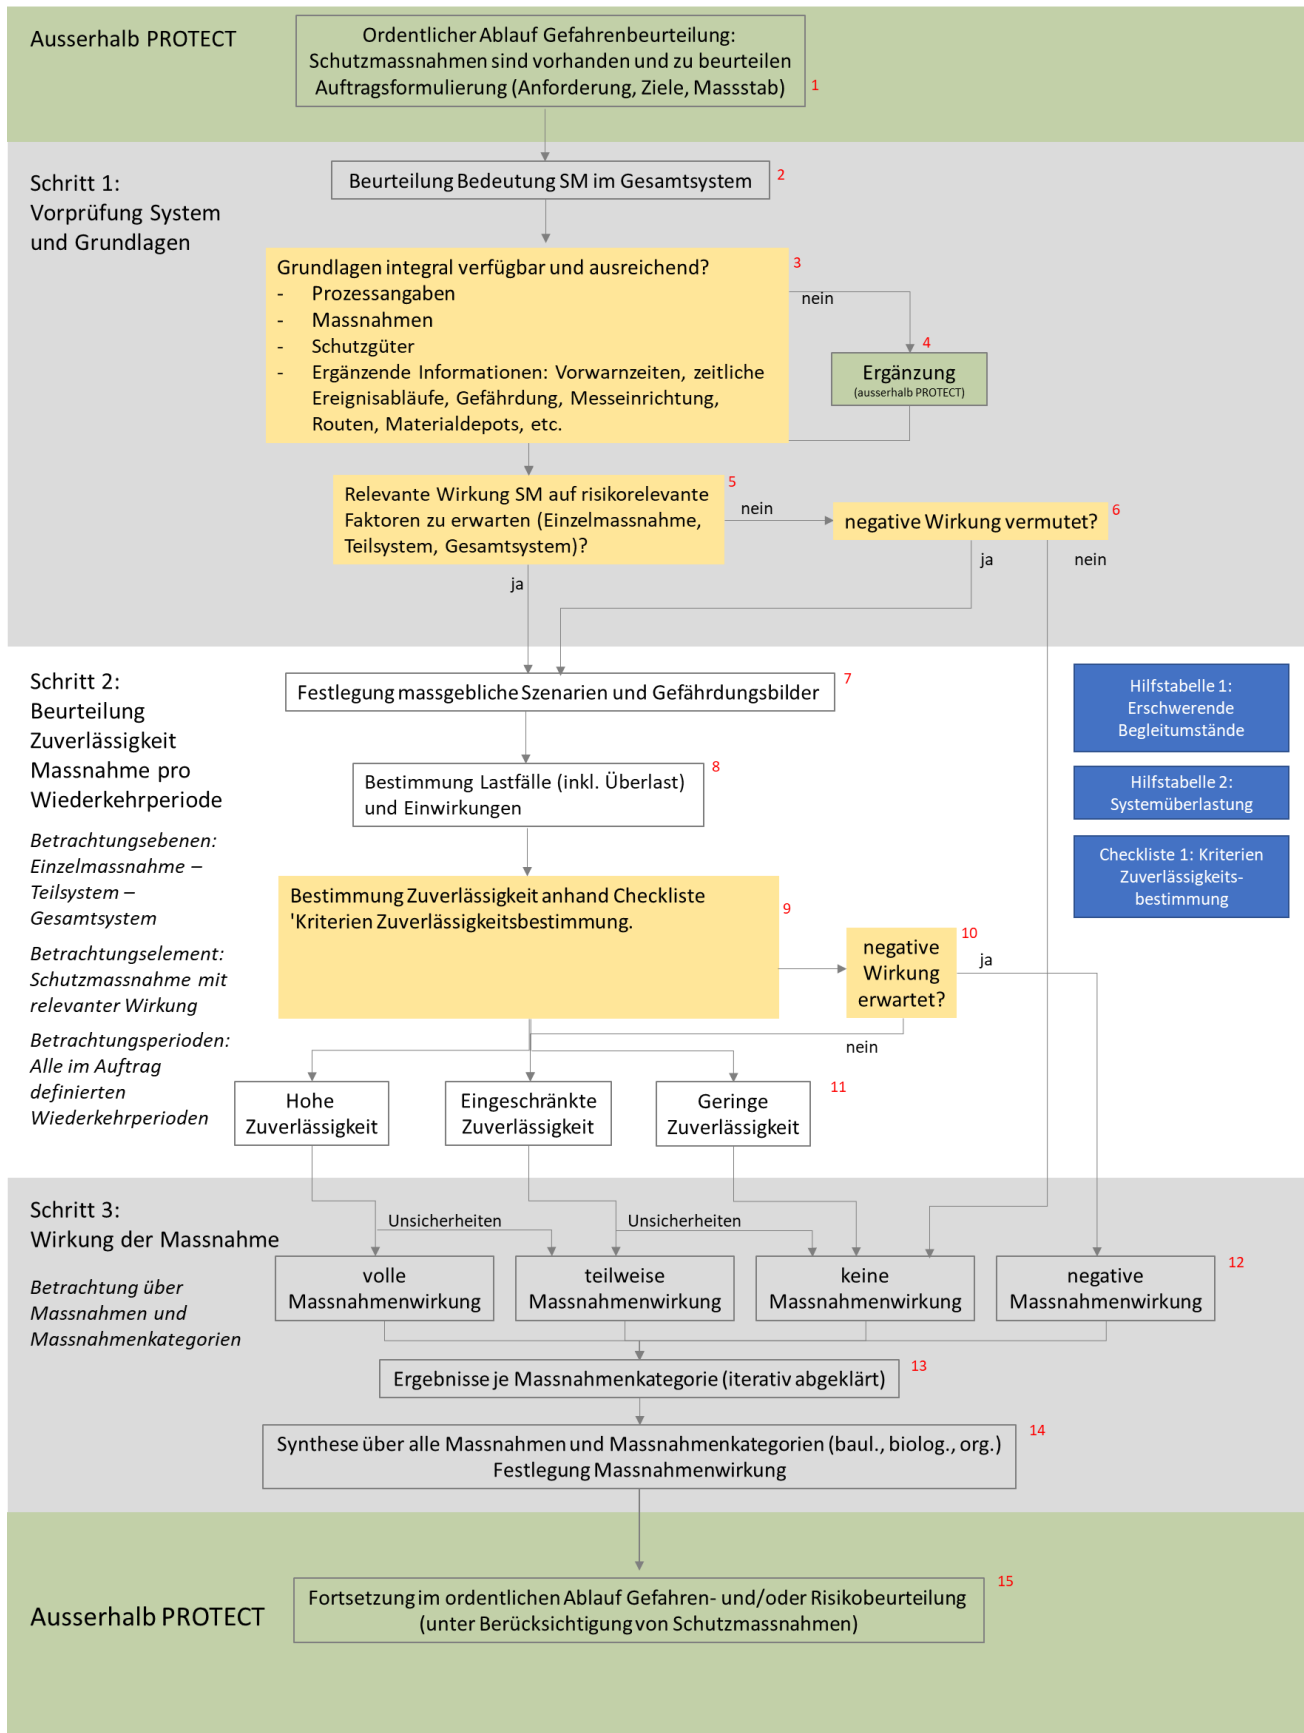 Ausserhalb PROTECT
Ordentlicher Ablauf Gefahrenbeurteilung:
Schutzmassnahmen sind vorhanden und zu beurteilen
Auftragsformulierung (Anforderung, Ziele, Massstab)
1
Schritt 1:
Vorprüfung System
und Grundlagen
Beurteilung Bedeutung SM im Gesamtsystem
2
Grundlagen integral verfügbar und ausreichend?
- Prozessangaben
- Massnahmen
- Schutzgüter
- Ergänzende Informationen: Vorwarnzeiten, zeitliche
Ereignisabläufe, Gefährdung, Messeinrichtung,
Routen, Materialdepots, etc.
3
nein
4
Ergänzung
(ausserhalb PROTECT)
Relevante Wirkung SM auf risikorelevante
Faktoren zu erwarten (Einzelmassnahme,
Teilsystem, Gesamtsystem)?
5
nein
negative Wirkung vermutet?
6
ja
ja
nein
Schritt 2:
Beurteilung
Zuverlässigkeit
Massnahme pro
Wiederkehrperiode
Betrachtungsebenen:
Einzelmassnahme –
Teilsystem –
Gesamtsystem
Betrachtungselement:
Schutzmassnahme mit
relevanter Wirkung
Betrachtungsperioden:
Alle im Auftrag
definierten
Wiederkehrperioden
Festlegung massgebliche Szenarien und Gefährdungsbilder
7
Bestimmung Lastfälle (inkl. Überlast)
und Einwirkungen
8
Hilfstabelle 1:
Erschwerende
Begleitumstände
Hilfstabelle 2:
Systemüberlastung
Checkliste 1: Kriterien
Zuverlässigkeits-
bestimmung
Bestimmung Zuverlässigkeit anhand Checkliste
'Kriterien Zuverlässigkeitsbestimmung.
9
negative
Wirkung
erwartet?
10
ja
nein
Hohe
Zuverlässigkeit
Eingeschränkte
Zuverlässigkeit
Geringe
Zuverlässigkeit
11
Schritt 3:
Wirkung der Massnahme
Betrachtung über
Massnahmen und
Massnahmenkategorien
Unsicherheiten
Unsicherheiten
volle
Massnahmenwirkung
teilweise
Massnahmenwirkung
keine
Massnahmenwirkung
negative
Massnahmenwirkung
12
Ergebnisse je Massnahmenkategorie (iterativ abgeklärt)
13
Synthese über alle Massnahmen und Massnahmenkategorien (baul., biolog., org.)
Festlegung Massnahmenwirkung
14
Ausserhalb PROTECT
Fortsetzung im ordentlichen Ablauf Gefahren- und/oder Risikobeurteilung
(unter Berücksichtigung von Schutzmassnahmen)
15